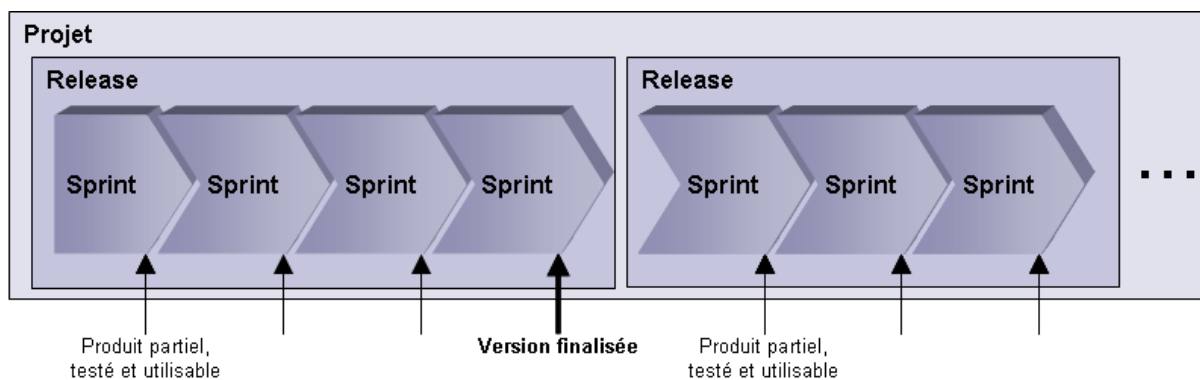 Projet
Release
Release
Sprint
Sprint
Sprint
Sprint
Sprint
Sprint
Sprint
...
Produit partiel,
testé et utilisable
Version finalisée
Produit partiel,
testé et utilisable